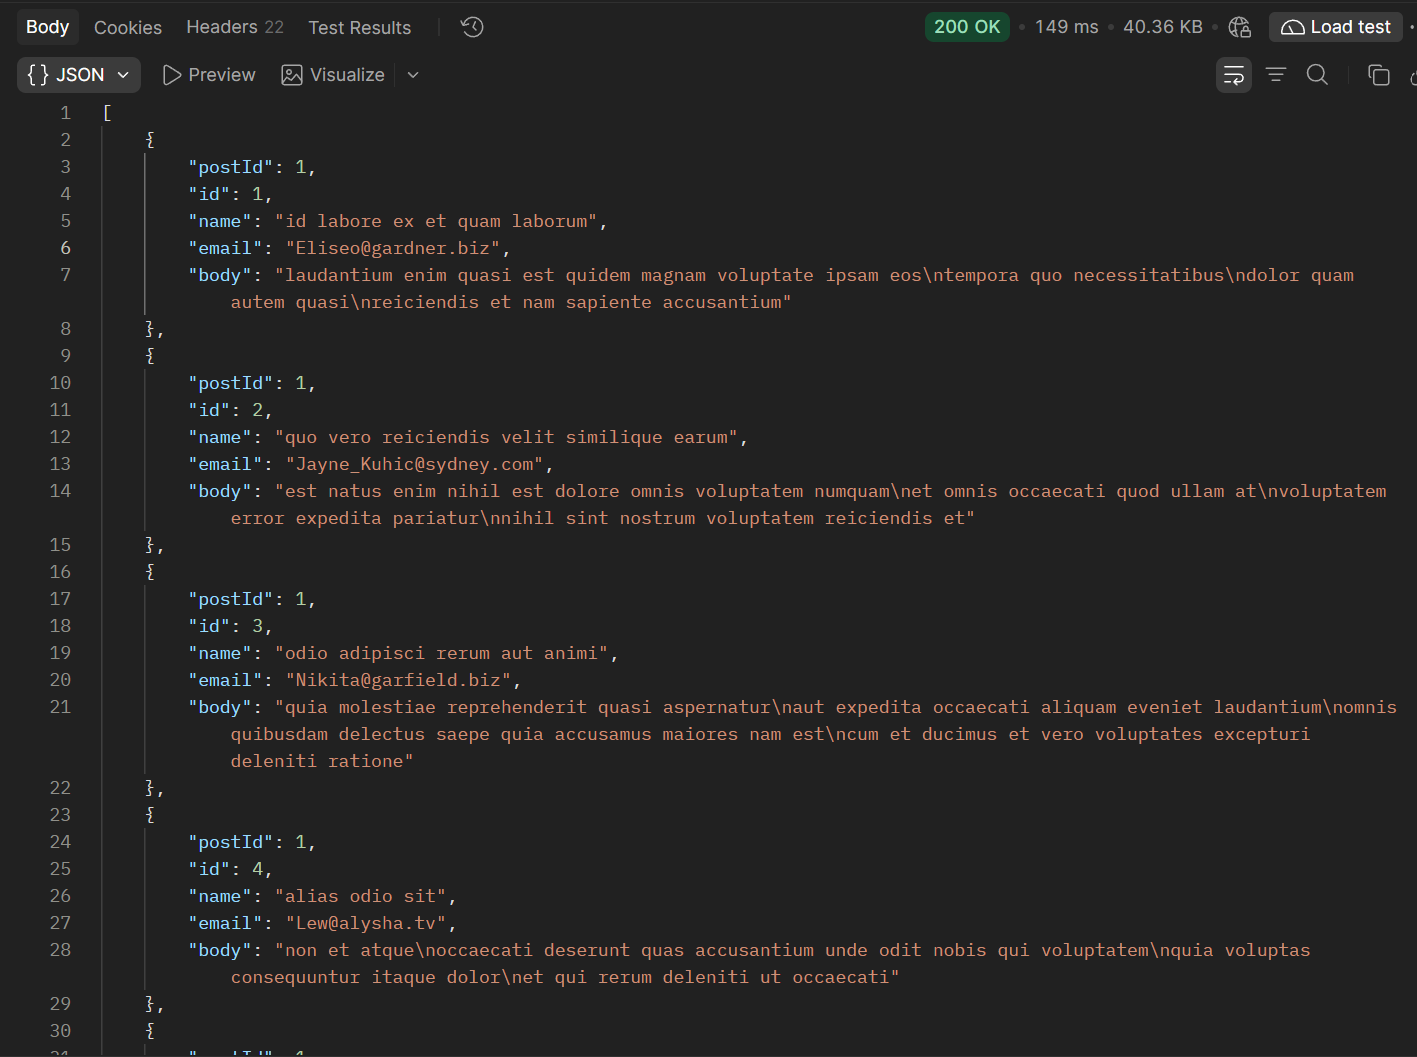 Body Cookies Headers 22 Test Results 200 OK • 149 ms • 40.36 KB • Load test
{} JSON Preview Visualize
1 [
2 {
3 "postId": 1,
4 "id": 1,
5 "name": "id labore ex et quam laborum",
6 "email": "Eliseo@gardner.biz",
7 "body": "laudantium enim quasi est quidem magnam voluptate ipsam eos\ntempora quo necessitatibus\ndolor quam
autem quasi\nreiciendis et nam sapiente accusantium"
8 },
9 {
10 "postId": 1,
11 "id": 2,
12 "name": "quo vero reiciendis velit similique earum",
13 "email": "Jayne_Kuhic@sydney.com",
14 "body": "est natus enim nihil est dolore omnis voluptatem numquam\net omnis occaecati quod ullam at\nvoluptatem
error expedita pariatur\nnihil sint nostrum voluptatem reiciendis et"
15 },
16 {
17 "postId": 1,
18 "id": 3,
19 "name": "odio adipisci rerum aut animi",
20 "email": "Nikita@garfield.biz",
21 "body": "quia molestiae reprehenderit quasi aspernatur\naut expedita occaecati aliquam eveniet laudantium\nomnis
quibusdam delectus saepe quia accusamus maiores nam est\ncum et ducimus et vero voluptates excepturi
deleniti ratione"
22 },
23 {
24 "postId": 1,
25 "id": 4,
26 "name": "alias odio sit",
27 "email": "Lew@alysha.tv",
28 "body": "non et atque\noccaecati deserunt quas accusantium unde odit nobis qui voluptatem\nquia voluptas
consequuntur itaque dolor\net qui rerum deleniti ut occaecati"
29 },
30 {